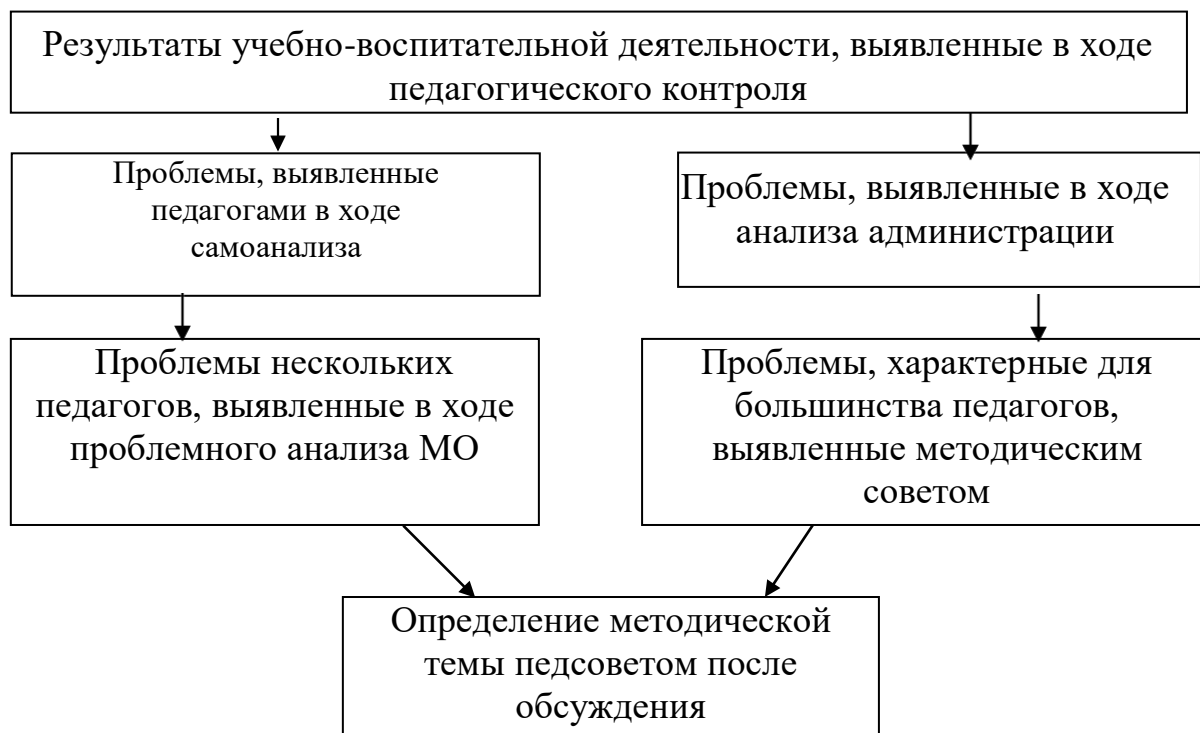 Результаты учебно-воспитательной деятельности, выявленные в ходе
педагогического контроля
Проблемы, выявленные
педагогами в ходе
самоанализа
Проблемы, выявленные в ходе
анализа администрации
Проблемы нескольких
педагогов, выявленные в ходе
проблемного анализа МО
Проблемы, характерные для
большинства педагогов,
выявленные методическим
советом
Определение методической
темы педсоветом после
обсуждения